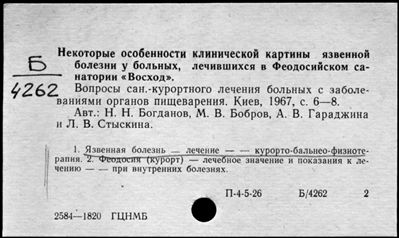 Некоторые особенности клинической картины язвенной
болезни у больных, лечившихся в Феодосийском са-
натории «Восход».
Б
4262
Вопросы сан.-курортного лечения больных с заболе-
ваниями органов пищеварения. Киев, 1967, с. 6—8.
Авт.: Н. Н. Богданов, М. В. Бобров, А. В. Гараджина
и Л. В. Стыскина.
1. Язвенная болезнь — лечение — — курорто-бальнео-физиоте-
рапия. 2. Феодосия (курорт) — лечебное значение и показания к ле-
чению — — при внутренних болезнях.
П-4-5-26 Б/4262 2
2584—1820 ГЦНМБ